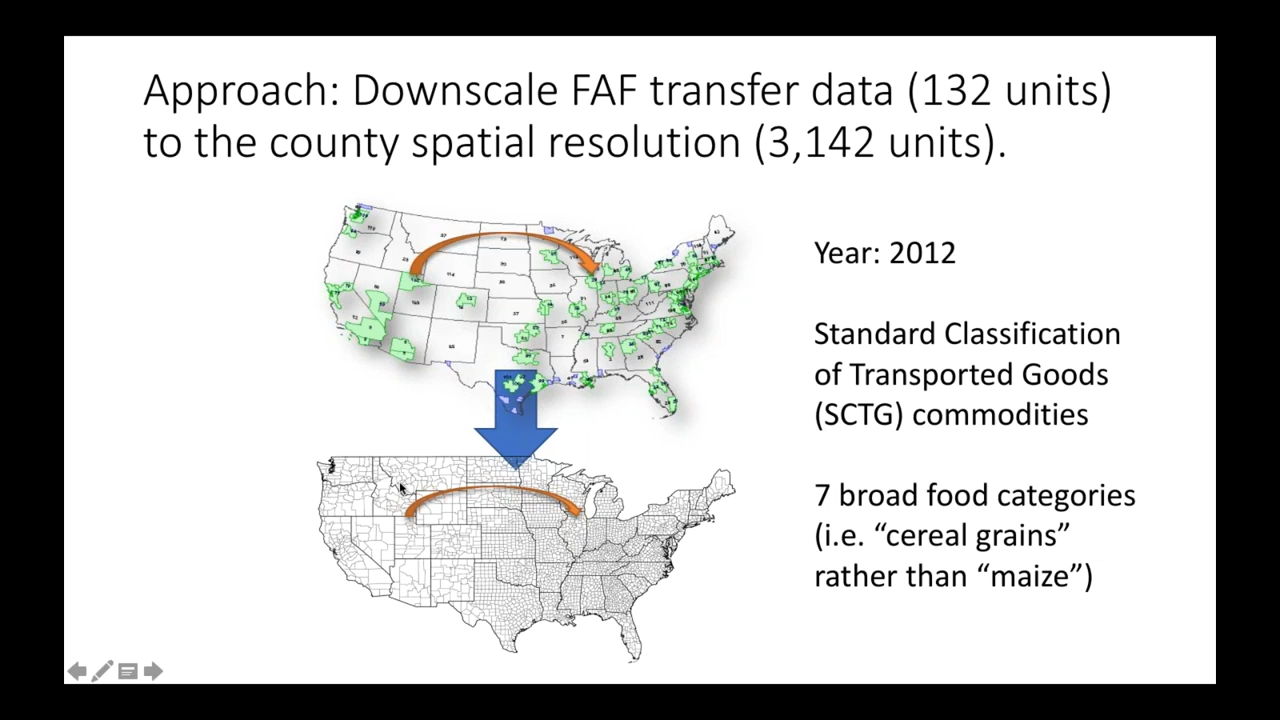 Approach: Downscale FAF transfer data (132 units)
to the county spatial resolution (3,142 units).
Year: 2012
Standard Classification
of Transported Goods
(SCTG) commodities
7 broad food categories
(i.e. “cereal grains”
rather than “maize”)